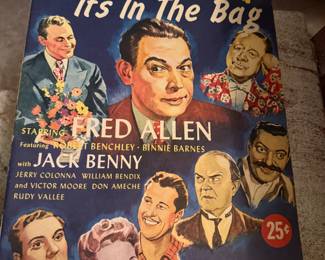 It's In The Bag
STARRING FRED ALLEN
Featuring ROBERT BENCHLEY · BINNIE BARNES
with JACK BENNY
JERRY COLONNA WILLIAM BENDIX
and VICTOR MOORE DON AMECHE
RUDY VALLEE
25¢